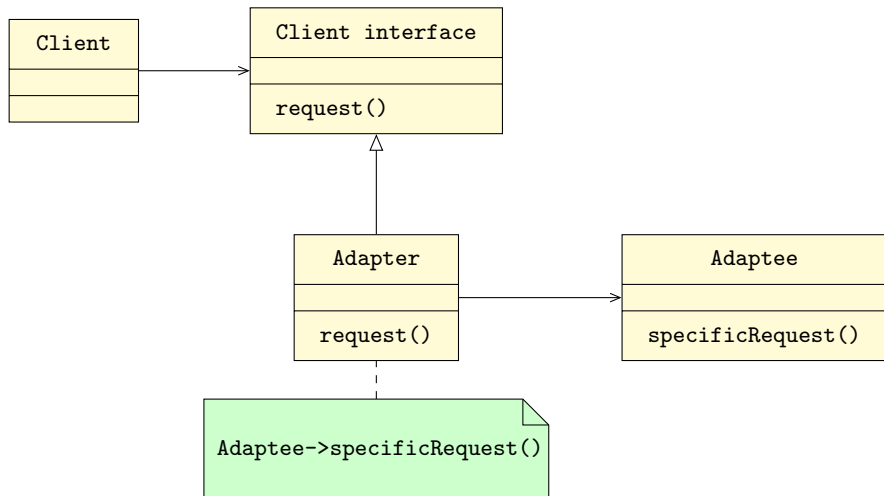 Client
Client interface
request()
Adapter
request()
Adaptee
specificRequest()
Adaptee->specificRequest()